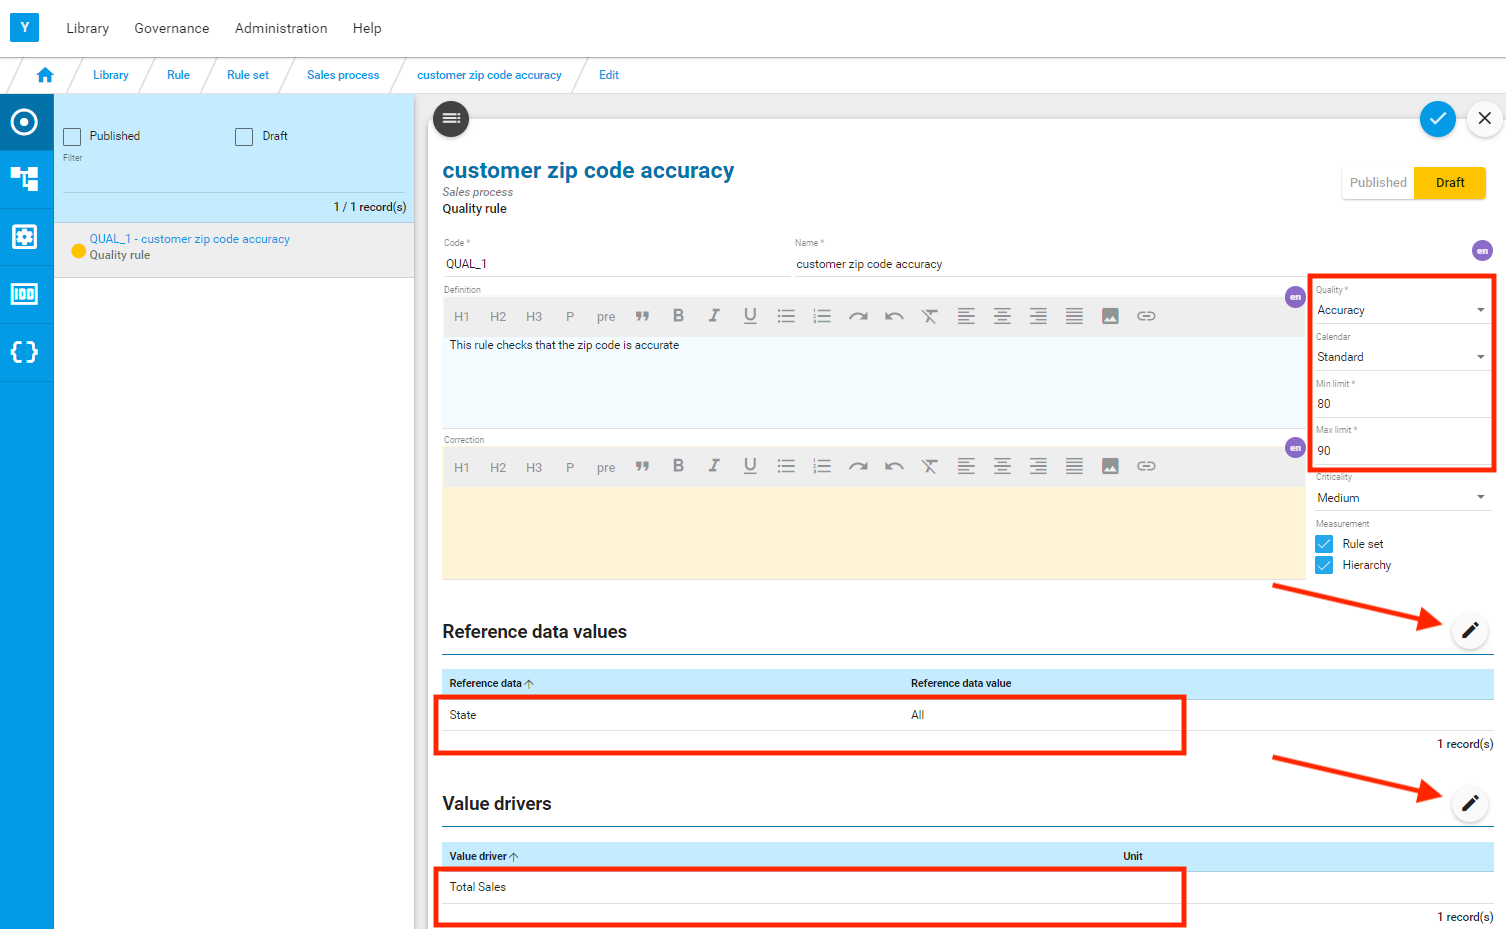 Y Library Governance Administration Help
Library Rule Rule set Sales process customer zip code accuracy Edit
Published Draft
Filter
1 / 1 record(s)
QUAL_1 - customer zip code accuracy
Quality rule
customer zip code accuracy
Sales process
Quality rule
Published Draft
Code * Name *
en
QUAL_1 customer zip code accuracy
Definition
en
H1 H2 H3 P pre
This rule checks that the zip code is accurate
Correction
en
H1 H2 H3 P pre
Quality *
Accuracy
Calendar
Standard
Min limit *
80
Max limit *
90
Criticality
Medium
Measurement
Rule set
Hierarchy
Reference data values
Reference data Reference data value
State All
1 record(s)
Value drivers
Value driver Unit
Total Sales
1 record(s)